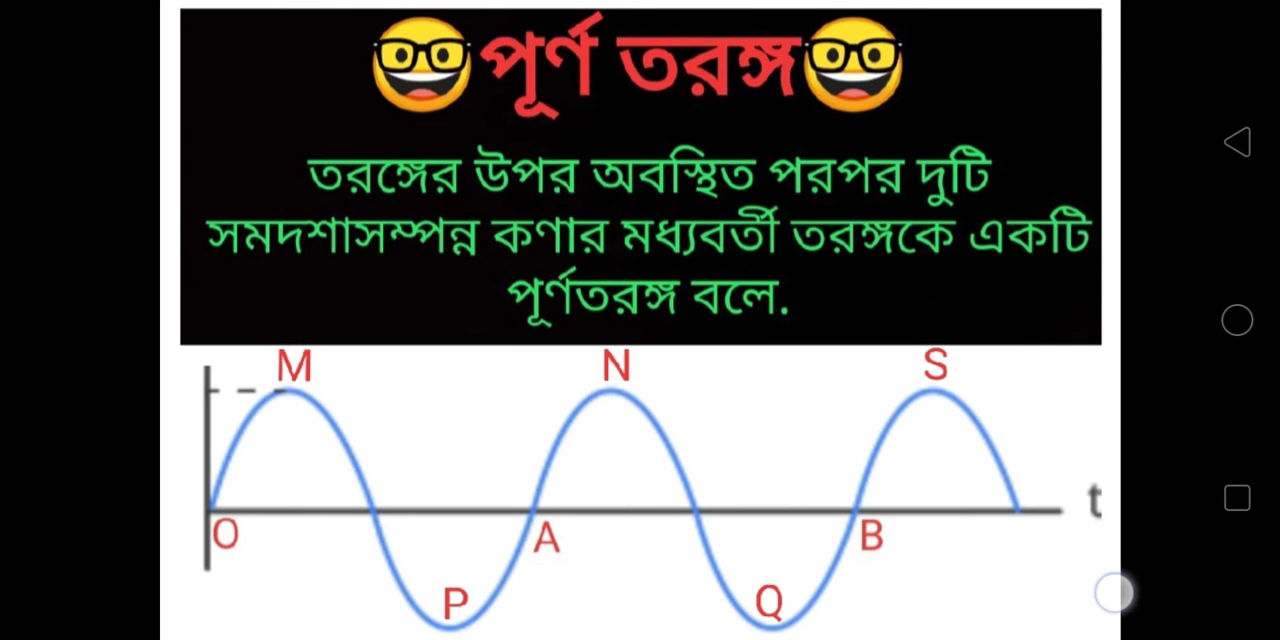 পূর্ণ তরঙ্গ
তরঙ্গের উপর অবস্থিত পরপর দুটি
সমদশাসম্পন্ন কণার মধ্যবর্তী তরঙ্গকে একটি
পূর্ণতরঙ্গ বলে.
M N S
t
O A B
P Q